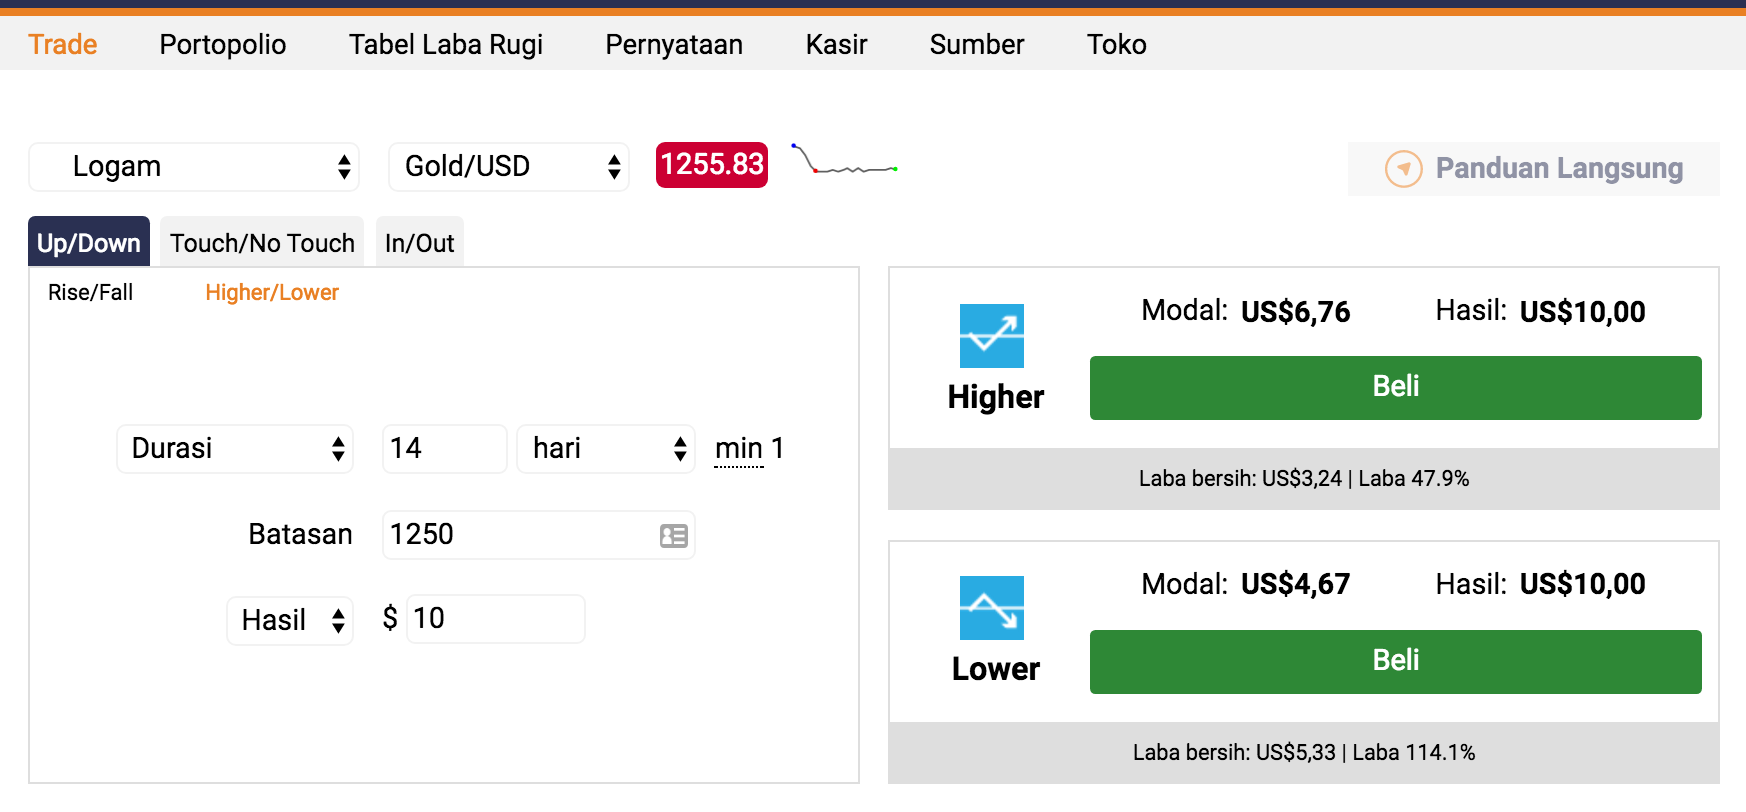 Trade Portopolio Tabel Laba Rugi Pernyataan Kasir Sumber Toko
Logam Gold/USD 1255.83 Panduan Langsung
Up/Down Touch/No Touch In/Out
Rise/Fall Higher/Lower
Durasi 14 hari min 1
Batasan 1250
Hasil $ 10
Modal: US$6,76 Hasil: US$10,00
Higher Beli
Laba bersih: US$3,24 | Laba 47.9%
Modal: US$4,67 Hasil: US$10,00
Lower Beli
Laba bersih: US$5,33 | Laba 114.1%